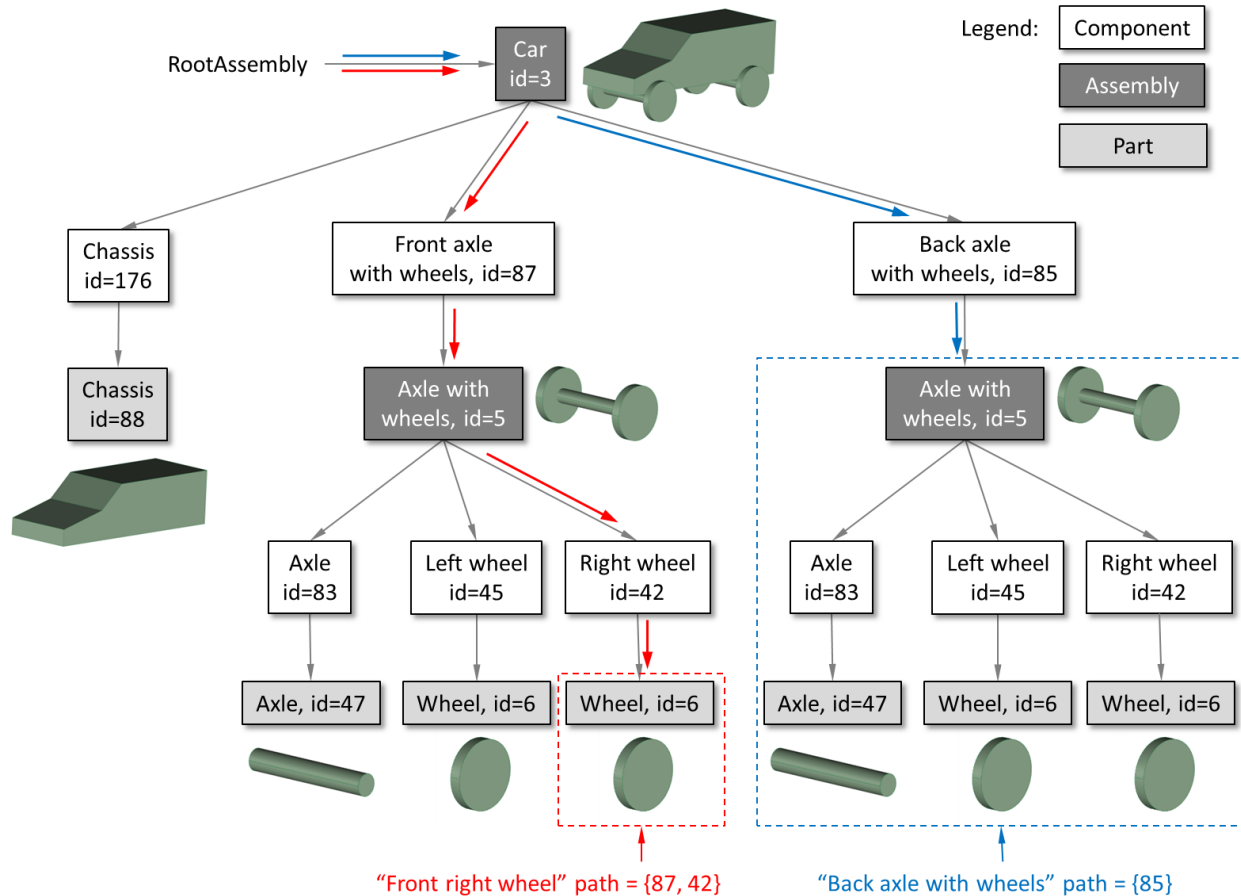 Legend:
Component
Assembly
Part
RootAssembly
Car
id=3
Chassis
id=176
Front axle
with wheels, id=87
Back axle
with wheels, id=85
Chassis
id=88
Axle with
wheels, id=5
Axle with
wheels, id=5
Axle
id=83
Left wheel
id=45
Right wheel
id=42
Axle
id=83
Left wheel
id=45
Right wheel
id=42
Axle, id=47
Wheel, id=6
Wheel, id=6
Axle, id=47
Wheel, id=6
Wheel, id=6
“Front right wheel” path = {87, 42}
“Back axle with wheels” path = {85}